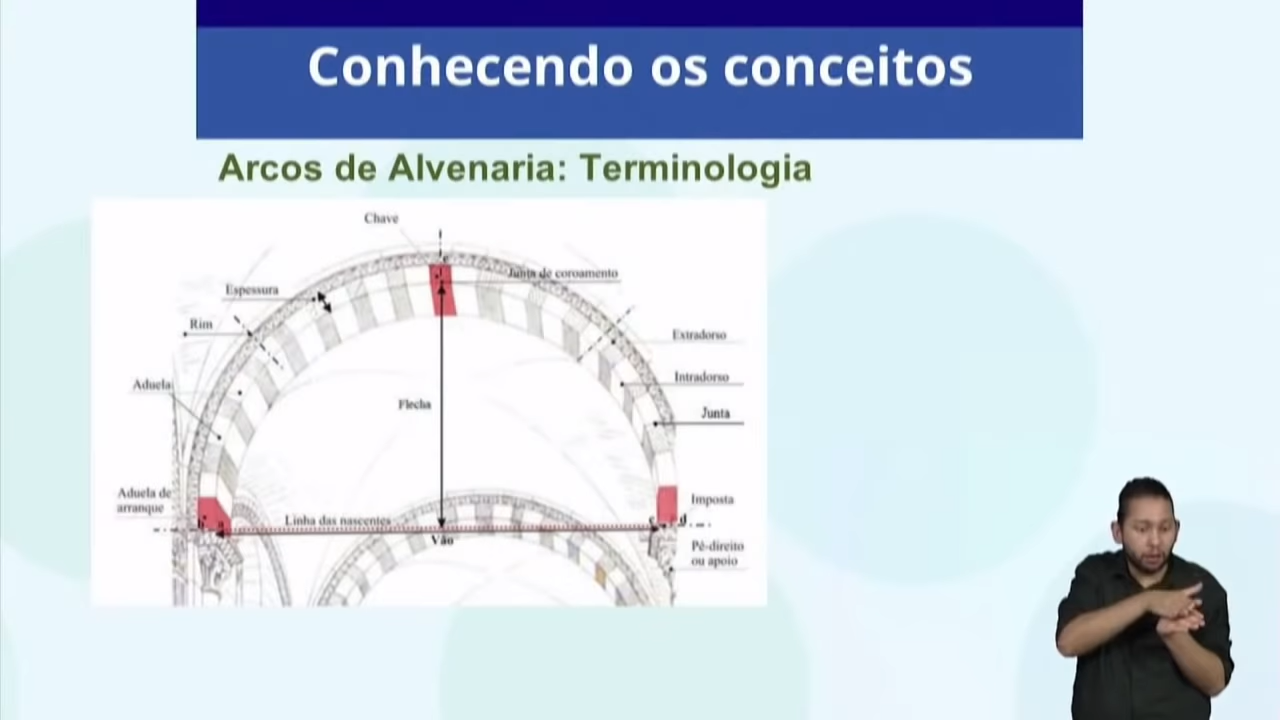 Conhecendo os conceitos
Arcos de Alvenaria: Terminologia
Chave
Junta de coroamento
Espessura
Rim
Extradorso
Aduela
Intradorso
Flecha
Junta
Aduela de
arranque
Imposta
Linha das nascentes
d
Vão
Pé-direito
ou apoio